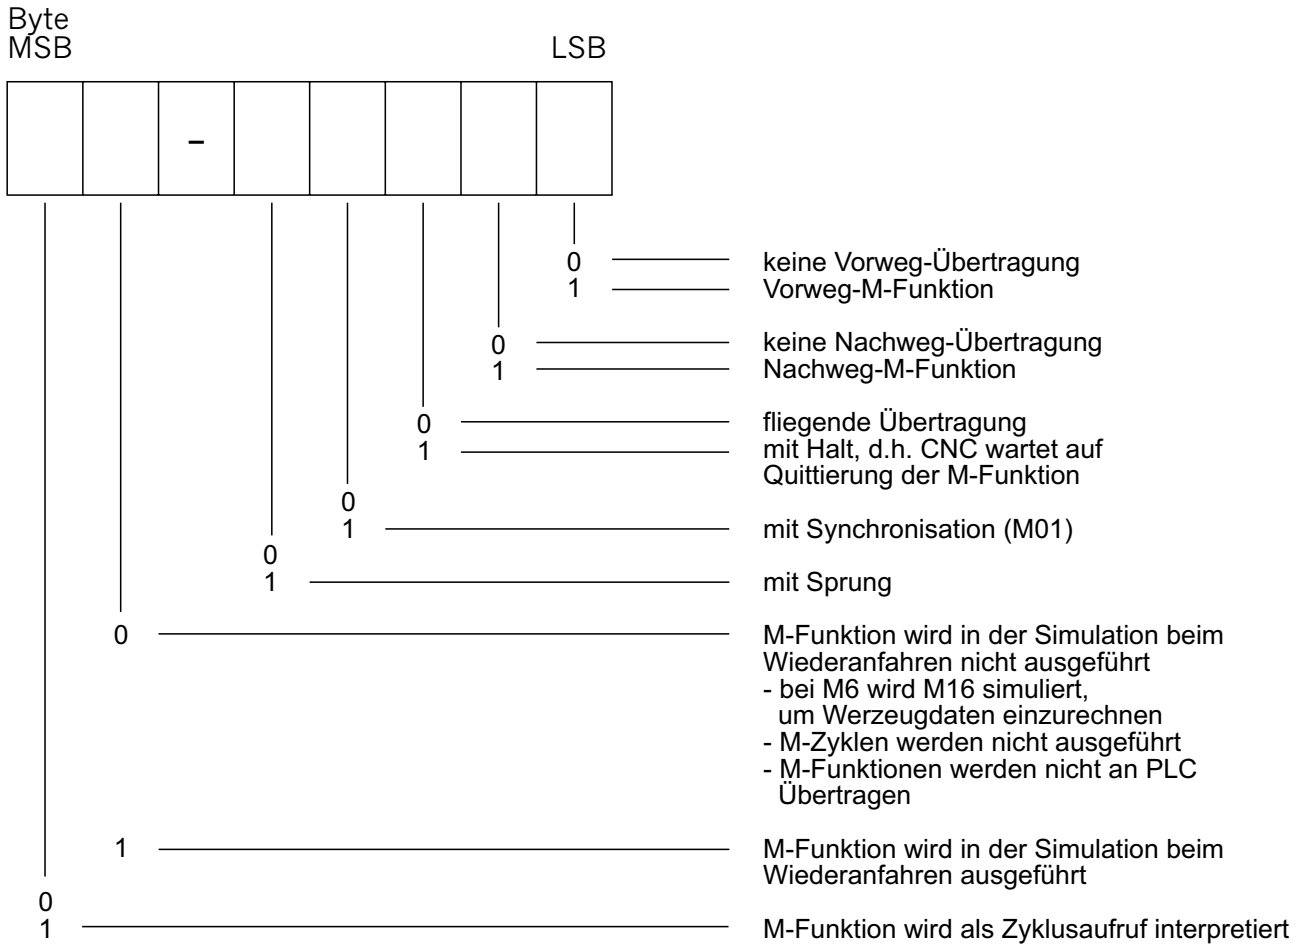 Byte
MSB LSB
–
0 keine Vorweg-Übertragung
1 Vorweg-M-Funktion
0 keine Nachweg-Übertragung
1 Nachweg-M-Funktion
0 fliegende Übertragung
1 mit Halt, d.h. CNC wartet auf
Quittierung der M-Funktion
0
1 mit Synchronisation (M01)
0
1 mit Sprung
0 M-Funktion wird in der Simulation beim
Wiederanfahren nicht ausgeführt
- bei M6 wird M16 simuliert,
um Werzeugdaten einzurechnen
- M-Zyklen werden nicht ausgeführt
- M-Funktionen werden nicht an PLC
Übertragen
1 M-Funktion wird in der Simulation beim
Wiederanfahren ausgeführt
0
1 M-Funktion wird als Zyklusaufruf interpretiert